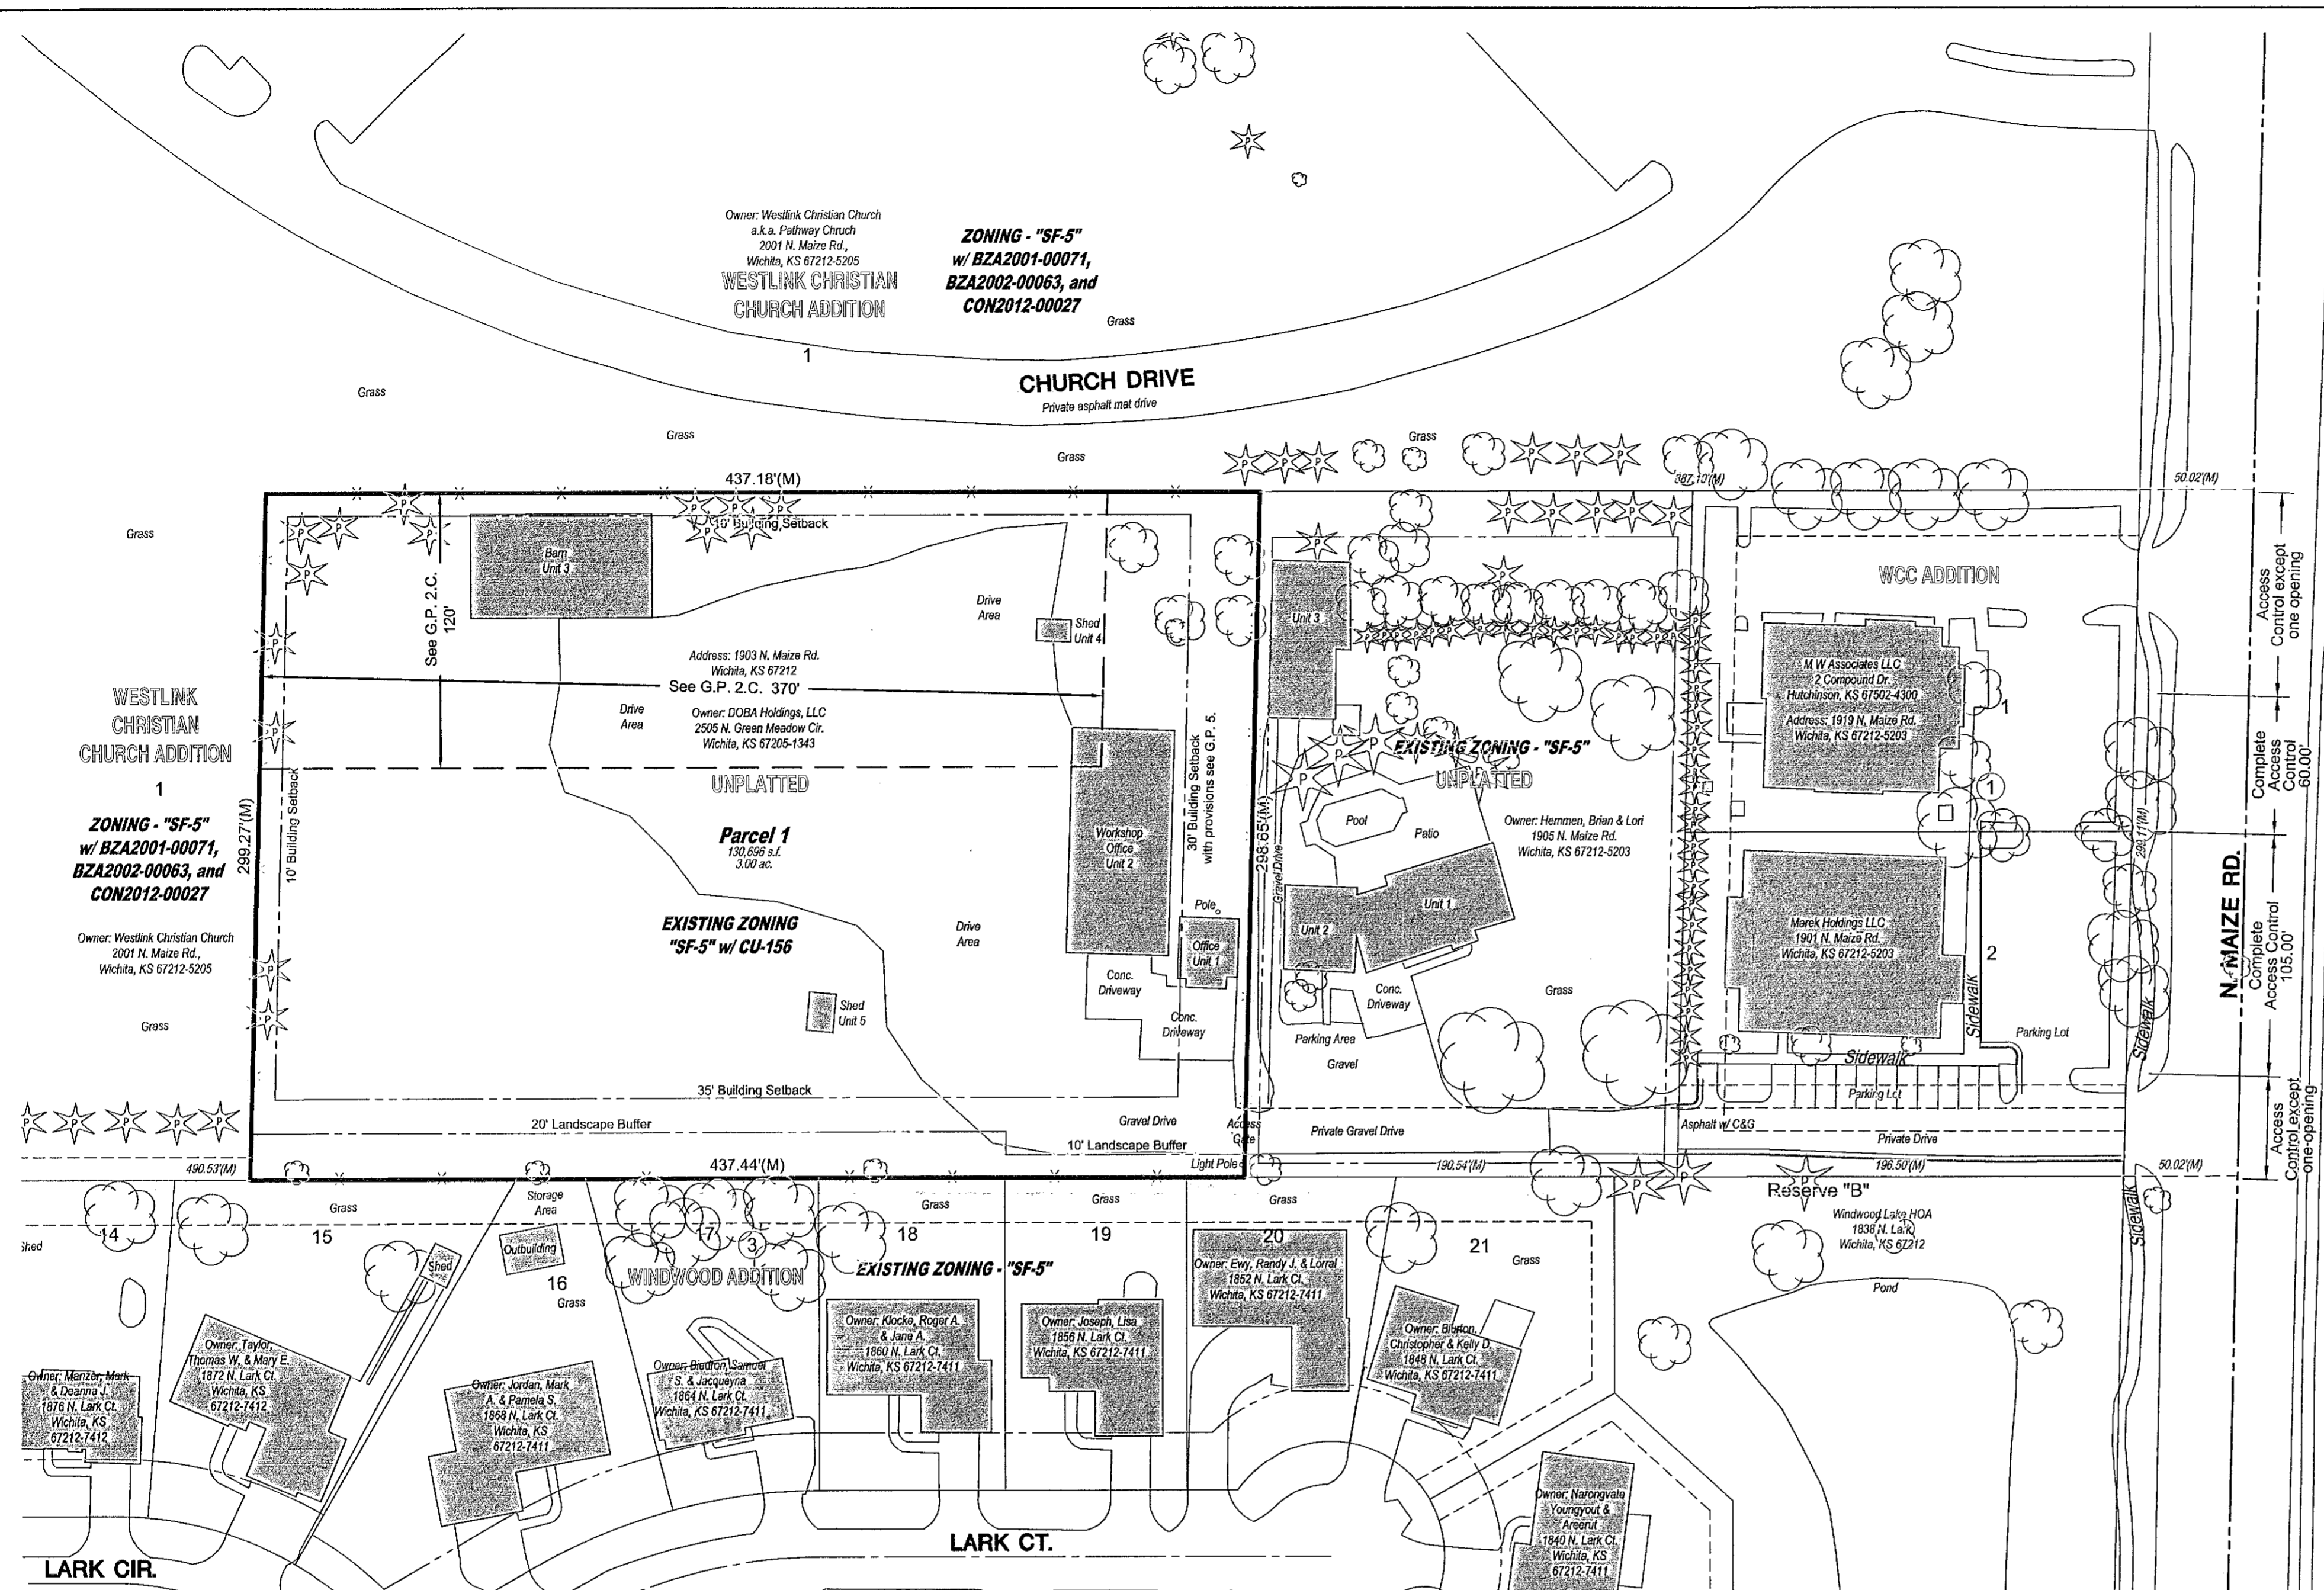 Owner: Westlink Christian Church
a.k.a. Pathway Chruch
2001 N. Maize Rd.,
Wichita, KS 67212-5205
WESTLINK CHRISTIAN
CHURCH ADDITION
ZONING - "SF-5"
w/ BZA2001-00071,
BZA2002-00063, and
CON2012-00027
Grass
1
CHURCH DRIVE
Private asphalt mat drive
Grass
Grass
Grass
Grass
437.18'(M)
387.10'(M)
50.02'(M)
Grass
10' Building Setback
Barn
Unit 3
See G.P. 2.C.
120'
Drive
Area
Shed
Unit 4
Address: 1903 N. Maize Rd.
Wichita, KS 67212
See G.P. 2.C. 370'
Drive
Area
Owner: DOBA Holdings, LLC
2505 N. Green Meadow Cir.
Wichita, KS 67205-1343
UNPLATTED
Parcel 1
130,696 s.f.
3.00 ac.
EXISTING ZONING
"SF-5" w/ CU-156
Drive
Area
Workshop
Office
Unit 2
30' Building Setback
with provisions see G.P. 5.
Pole
Office
Unit 1
Conc.
Driveway
Conc.
Driveway
Shed
Unit 5
35' Building Setback
20' Landscape Buffer
Gravel Drive
10' Landscape Buffer
Access
Gate
Light Pole
437.44'(M)
490.53'(M)
WESTLINK
CHRISTIAN
CHURCH ADDITION
1
ZONING - "SF-5"
w/ BZA2001-00071,
BZA2002-00063, and
CON2012-00027
Owner: Westlink Christian Church
2001 N. Maize Rd.,
Wichita, KS 67212-5205
Grass
299.27'(M)
10' Building Setback
298.65'(M)
Gravel Drive
Unit 3
EXISTING ZONING - "SF-5"
UNPLATTED
Pool
Patio
Owner: Hemmen, Brian & Lori
1905 N. Maize Rd.
Wichita, KS 67212-5203
Unit 1
Unit 2
Conc.
Driveway
Grass
Parking Area
Gravel
Private Gravel Drive
190.54'(M)
WCC ADDITION
M W Associates LLC
2 Compound Dr.
Hutchinson, KS 67502-4300
Address: 1919 N. Maize Rd.
Wichita, KS 67212-5203
1
1
Marek Holdings LLC
1901 N. Maize Rd.
Wichita, KS 67212-5203
2
Sidewalk
Sidewalk
Parking Lot
Parking Lot
Asphalt w/ C&G
Private Drive
196.50'(M)
50.02'(M)
Sidewalk
Sidewalk
N. MAIZE RD.
Access
Control except
one opening
Complete
Access
Control
60.00'
Complete
Access Control
105.00'
Access
Control except
one opening
Reserve "B"
Windwood Lake HOA
1838 N. Lark
Wichita, KS 67212
Pond
Shed
14
15
Grass
Storage
Area
Outbuilding
Shed
16
Grass
17
3
WINDWOOD ADDITION
EXISTING ZONING - "SF-5"
Grass
18
Grass
19
Grass
20
21
Grass
Owner: Manzer, Mark
& Deanna J.
1876 N. Lark Ct.
Wichita, KS
67212-7412
Owner: Taylor,
Thomas W. & Mary E.
1872 N. Lark Ct.
Wichita, KS
67212-7412
Owner: Jordan, Mark
A. & Pamela S.
1868 N. Lark Ct.
Wichita, KS
67212-7411
Samuel
S. & Jacquayna
1864 N. Lark Ct.
Wichita, KS 67212-7411
Owner: Klocke, Roger A.
& Jane A.
1860 N. Lark Ct.
Wichita, KS 67212-7411
Owner: Joseph, Lisa
1856 N. Lark Ct.
Wichita, KS 67212-7411
Owner: Ewy, Randy J. & Lorral
1852 N. Lark Ct.
Wichita, KS 67212-7411
Owner:
Christopher & Kelly D.
1848 N. Lark Ct.
Wichita, KS 67212-7411
Owner: Narongvate
Youngyout &
Areerut
1840 N. Lark Ct.
Wichita, KS
67212-7411
LARK CIR.
LARK CT.